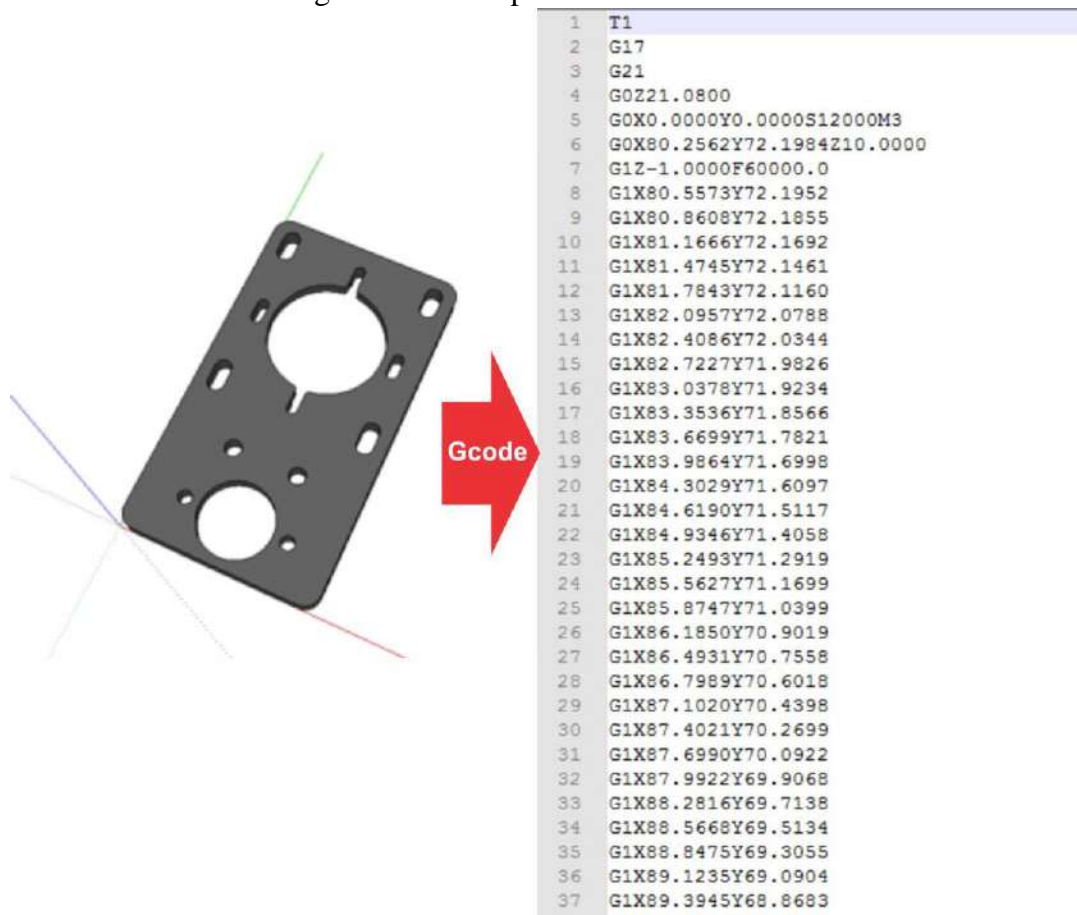 Gcode
1 T1
2 G17
3 G21
4 G0Z21.0800
5 G0X0.0000Y0.0000S12000M3
6 G0X80.2562Y72.1984Z10.0000
7 G1Z-1.0000F60000.0
8 G1X80.5573Y72.1952
9 G1X80.8608Y72.1855
10 G1X81.1666Y72.1692
11 G1X81.4745Y72.1461
12 G1X81.7843Y72.1160
13 G1X82.0957Y72.0788
14 G1X82.4086Y72.0344
15 G1X82.7227Y71.9826
16 G1X83.0378Y71.9234
17 G1X83.3536Y71.8566
18 G1X83.6699Y71.7821
19 G1X83.9864Y71.6998
20 G1X84.3029Y71.6097
21 G1X84.6190Y71.5117
22 G1X84.9346Y71.4058
23 G1X85.2493Y71.2919
24 G1X85.5627Y71.1699
25 G1X85.8747Y71.0399
26 G1X86.1850Y70.9019
27 G1X86.4931Y70.7558
28 G1X86.7989Y70.6018
29 G1X87.1020Y70.4398
30 G1X87.4021Y70.2699
31 G1X87.6990Y70.0922
32 G1X87.9922Y69.9068
33 G1X88.2816Y69.7138
34 G1X88.5668Y69.5134
35 G1X88.8475Y69.3055
36 G1X89.1235Y69.0904
37 G1X89.3945Y68.8683